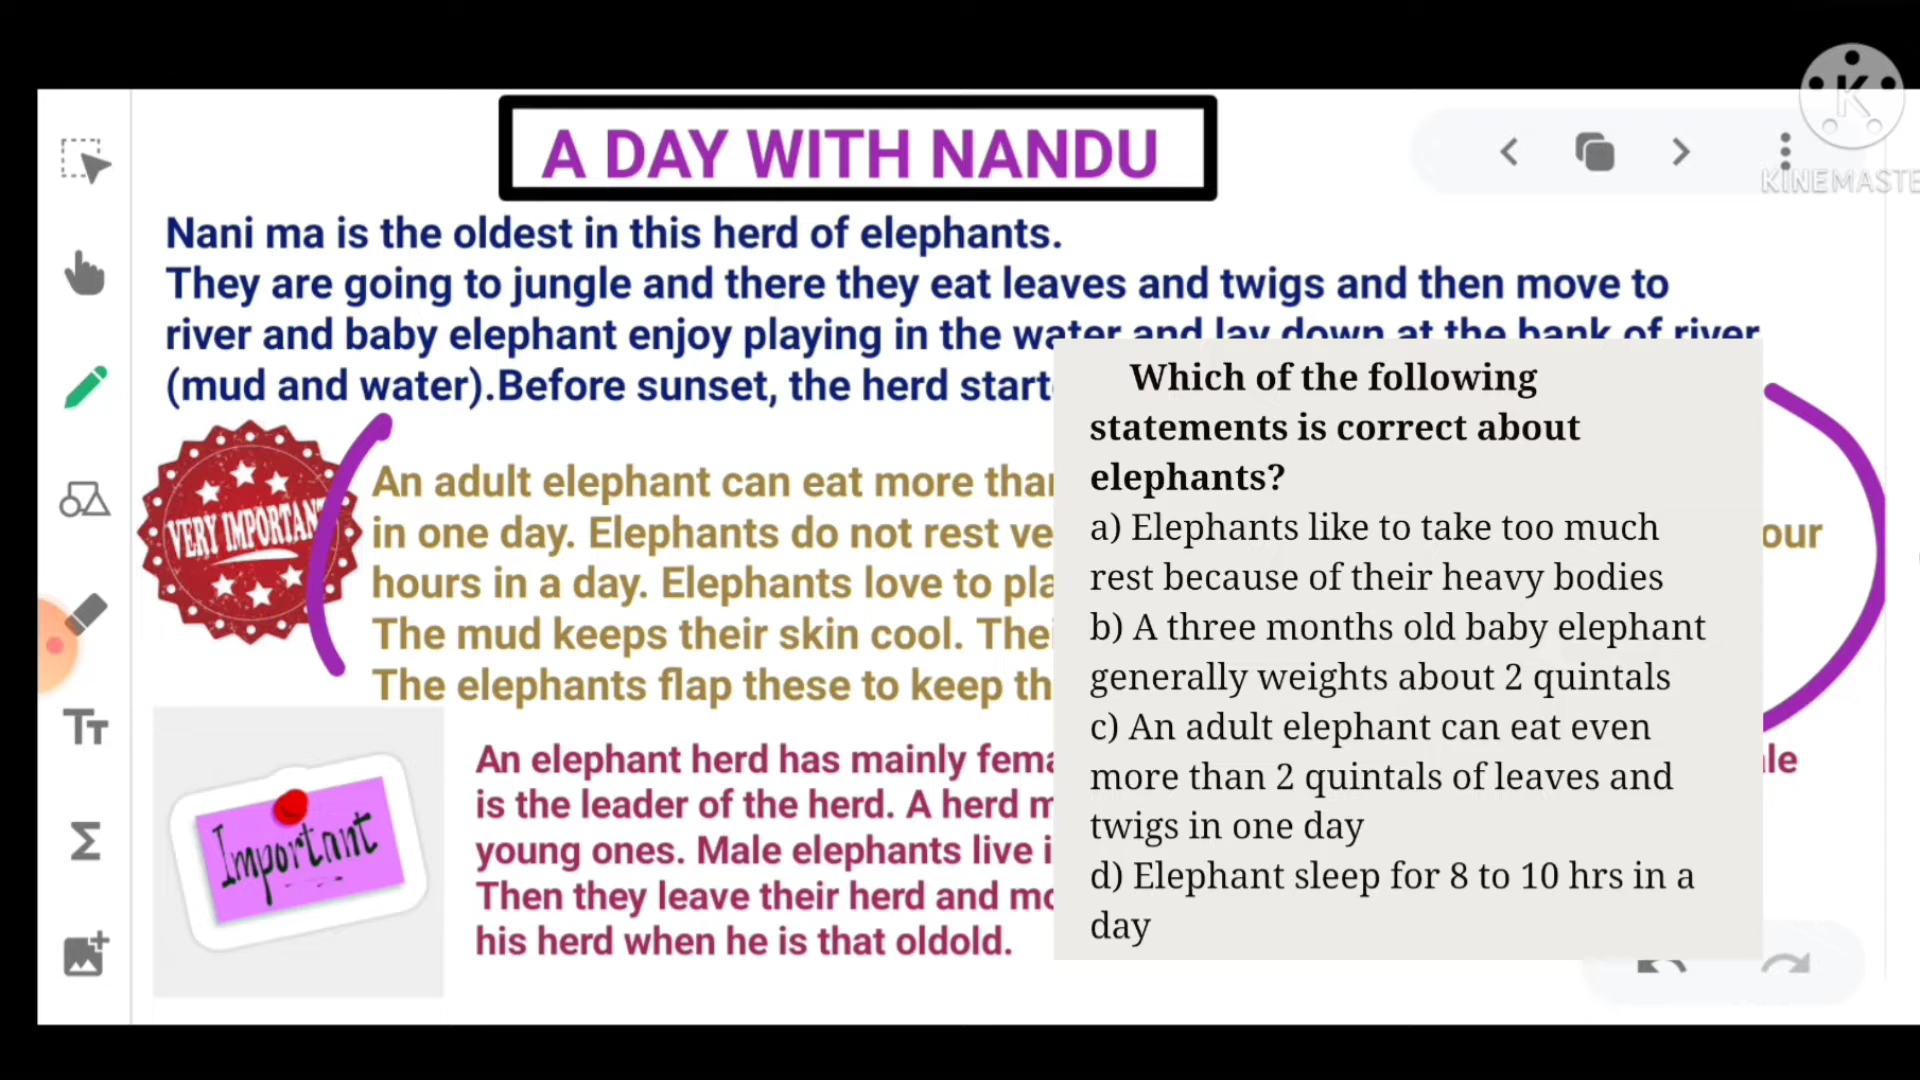 A DAY WITH NANDU
KINEMASTE
Nani ma is the oldest in this herd of elephants.
They are going to jungle and there they eat leaves and twigs and then move to
river and baby elephant enjoy playing in the water and lay down at the bank of river
(mud and water).Before sunset, the herd start
VERY IMPORTANT
An adult elephant can eat more than
in one day. Elephants do not rest ve our
hours in a day. Elephants love to pla
The mud keeps their skin cool. Thei
The elephants flap these to keep th
Important
An elephant herd has mainly fema le
is the leader of the herd. A herd m
young ones. Male elephants live i
Then they leave their herd and mo
his herd when he is that oldold.
Which of the following
statements is correct about
elephants?
a) Elephants like to take too much
rest because of their heavy bodies
b) A three months old baby elephant
generally weights about 2 quintals
c) An adult elephant can eat even
more than 2 quintals of leaves and
twigs in one day
d) Elephant sleep for 8 to 10 hrs in a
day